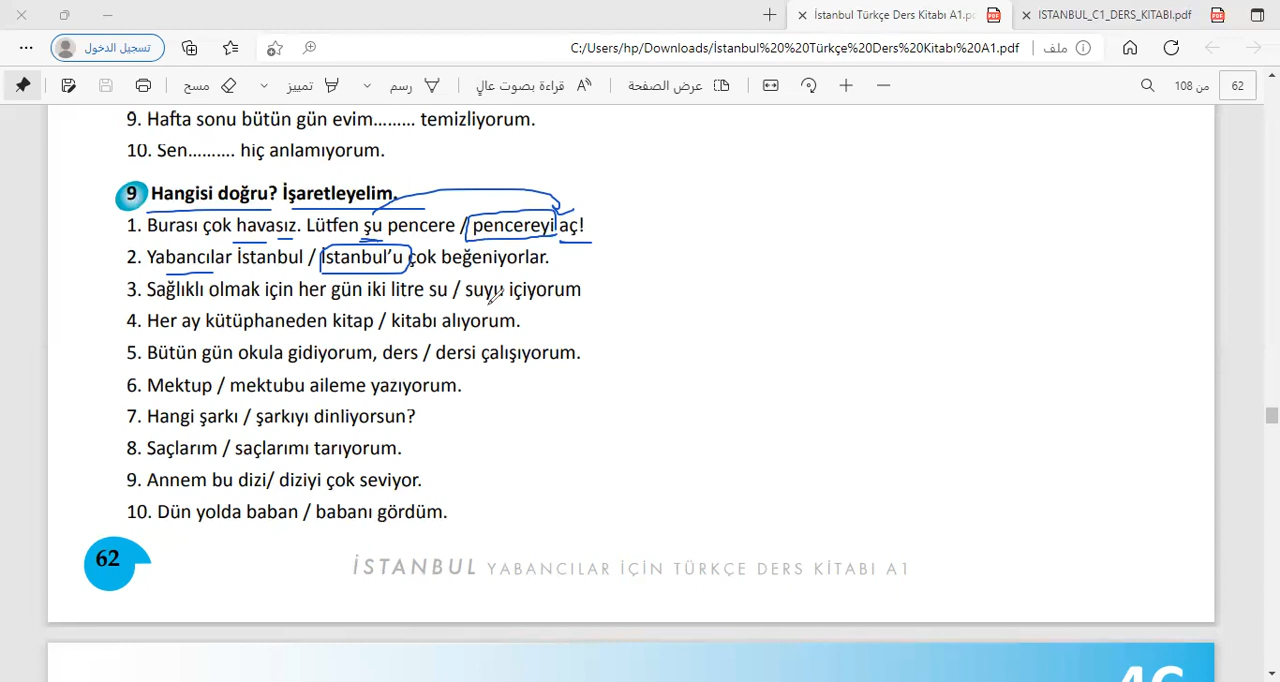 İstanbul Türkçe Ders Kitabı A1.pc
ISTANBUL_C1_DERS_KITABI.pdf
تسجيل الدخول
C:/Users/hp/Downloads/İstanbul%20%20Türkçe%20Ders%20Kitabı%20A1.pdf
ملف
مسح
تمييز
رسم
قراءة بصوت عالٍ
عرض الصفحة
من 108
62
9. Hafta sonu bütün gün evim……… temizliyorum.
10. Sen………. hiç anlamıyorum.
9 Hangisi doğru? İşaretleyelim.
1. Burası çok havasız. Lütfen şu pencere / pencereyi aç!
2. Yabancılar İstanbul / İstanbul’u çok beğeniyorlar.
3. Sağlıklı olmak için her gün iki litre su / suyu içiyorum
4. Her ay kütüphaneden kitap / kitabı alıyorum.
5. Bütün gün okula gidiyorum, ders / dersi çalışıyorum.
6. Mektup / mektubu aileme yazıyorum.
7. Hangi şarkı / şarkıyı dinliyorsun?
8. Saçlarım / saçlarımı tarıyorum.
9. Annem bu dizi/ diziyi çok seviyor.
10. Dün yolda baban / babanı gördüm.
62
İSTANBUL YABANCILAR İÇİN TÜRKÇE DERS KİTABI A1